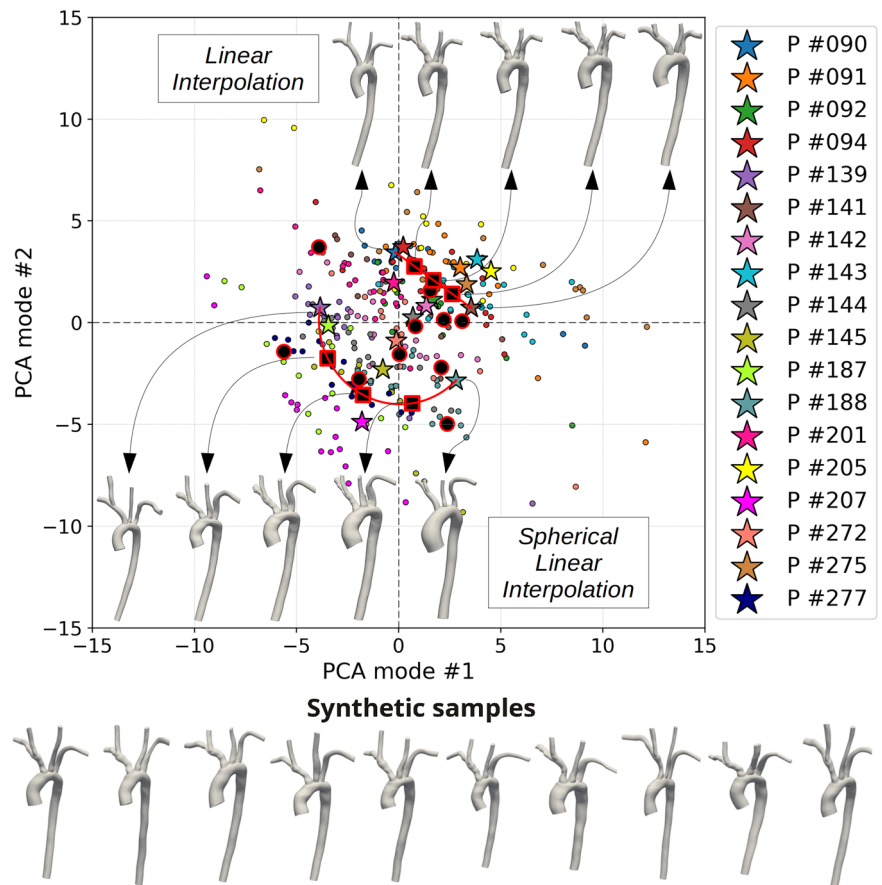 15
10
5
0
−5
−10
−15
−15
−10
−5
0
5
10
15
PCA mode #2
PCA mode #1
Linear
Interpolation
Spherical
Linear
Interpolation
P #090
P #091
P #092
P #094
P #139
P #141
P #142
P #143
P #144
P #145
P #187
P #188
P #201
P #205
P #207
P #272
P #275
P #277
Synthetic samples